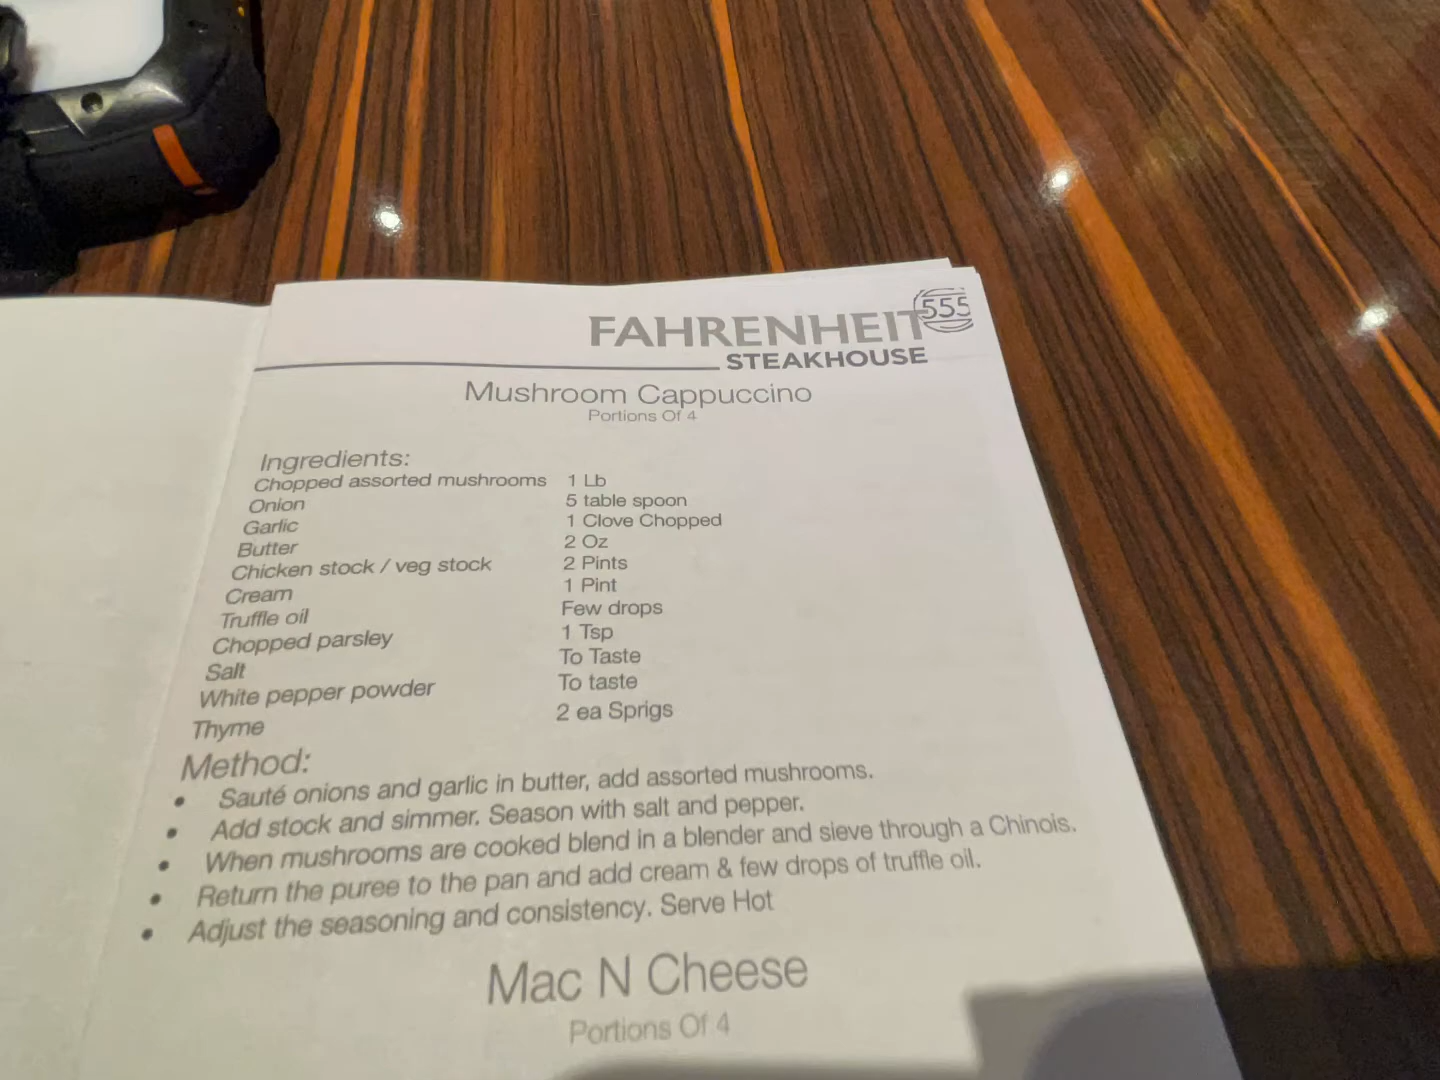 FAHRENHEIT 555
STEAKHOUSE
Mushroom Cappuccino
Portions Of 4
Ingredients:
Chopped assorted mushrooms 1 Lb
Onion 5 table spoon
Garlic 1 Clove Chopped
Butter 2 Oz
Chicken stock / veg stock 2 Pints
Cream 1 Pint
Truffle oil Few drops
Chopped parsley 1 Tsp
Salt To Taste
White pepper powder To taste
Thyme 2 ea Sprigs
Method:
• Sauté onions and garlic in butter, add assorted mushrooms.
• Add stock and simmer. Season with salt and pepper.
• When mushrooms are cooked blend in a blender and sieve through a Chinois.
• Return the puree to the pan and add cream & few drops of truffle oil.
• Adjust the seasoning and consistency. Serve Hot
Mac N Cheese
Portions Of 4